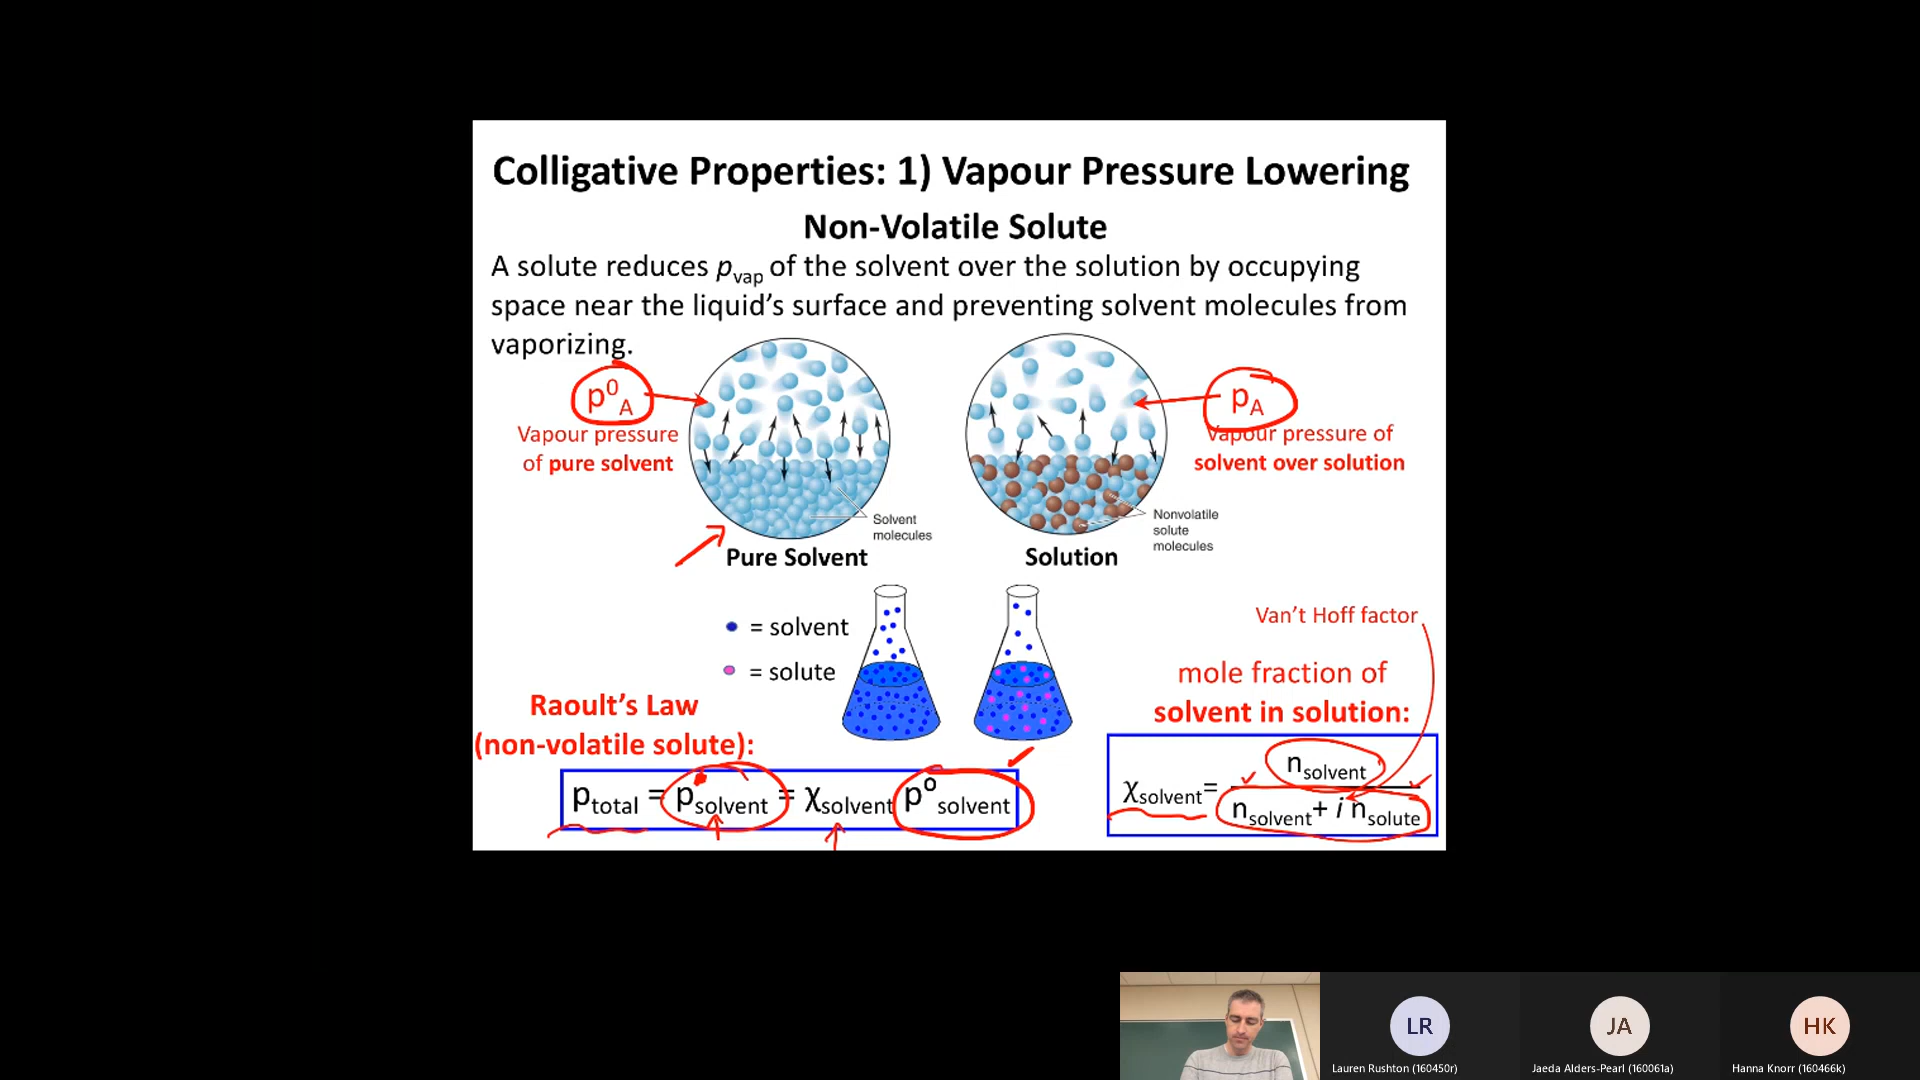 Colligative Properties: 1) Vapour Pressure Lowering
Non-Volatile Solute
A solute reduces pvap of the solvent over the solution by occupying
space near the liquid's surface and preventing solvent molecules from
vaporizing.
p0A
Vapour pressure
of pure solvent
pA
Vapour pressure of
solvent over solution
Solvent
molecules
Nonvolatile
solute
molecules
Pure Solvent
Solution
= solvent
= solute
Van't Hoff factor
mole fraction of
solvent in solution:
Raoult's Law
(non-volatile solute):
ptotal = psolvent = χsolvent p0solvent
χsolvent=
nsolvent
nsolvent+ i nsolute
LR
JA
HK
Lauren Rushton (160450r)
Jaeda Alders-Pearl (160061a)
Hanna Knorr (160466k)